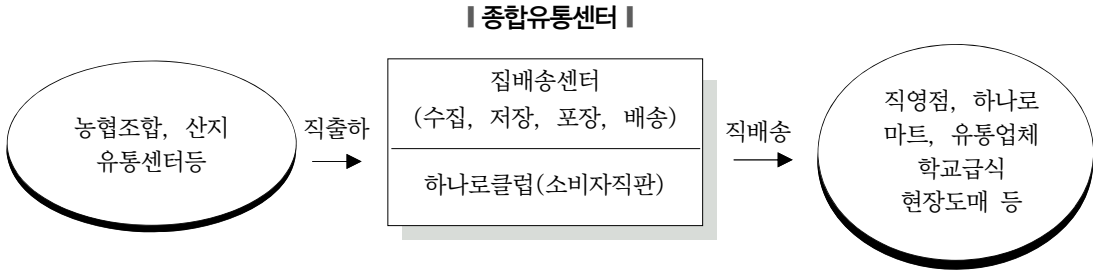 ▌종합유통센터▐
농협조합, 산지
유통센터등
직출하
집배송센터
(수집, 저장, 포장, 배송)
하나로클럽(소비자직판)
직배송
직영점, 하나로
마트, 유통업체
학교급식
현장도매 등